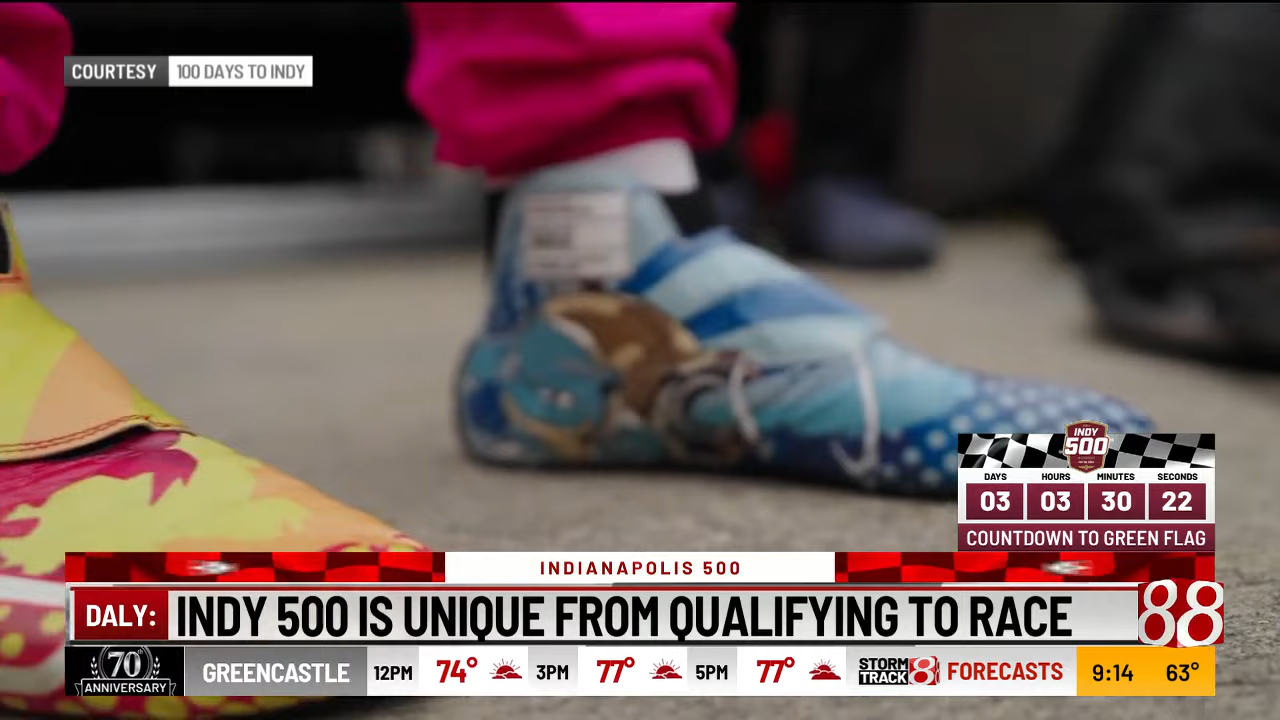 COURTESY 100 DAYS TO INDY
INDY
500
DAYS HOURS MINUTES SECONDS
03 03 30 22
COUNTDOWN TO GREEN FLAG
INDIANAPOLIS 500
DALY: INDY 500 IS UNIQUE FROM QUALIFYING TO RACE
88
70
ANNIVERSARY
GREENCASTLE 12PM 74° 3PM 77° 5PM 77° STORM TRACK 8 FORECASTS 9:14 63°